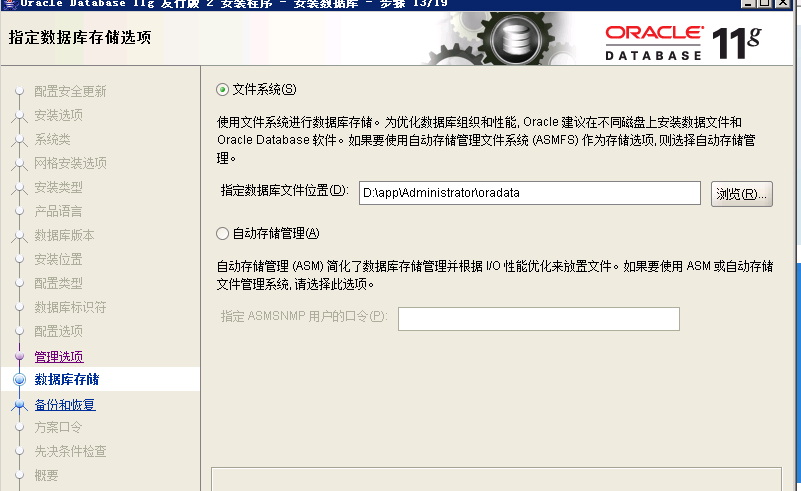 Oracle Database 11g 发行版 2 安装程序 - 安装数据库 - 步骤 13/19
指定数据库存储选项
ORACLE
DATABASE 11g
配置安全更新
安装选项
系统类
网格安装选项
安装类型
产品语言
数据库版本
安装位置
配置类型
数据库标识符
配置选项
管理选项
数据库存储
备份和恢复
方案口令
先决条件检查
概要
文件系统(S)
使用文件系统进行数据库存储。为优化数据库组织和性能, Oracle 建议在不同磁盘上安装数据文件和
Oracle Database 软件。如果要使用自动存储管理文件系统 (ASMFS) 作为存储选项, 则选择自动存储管
理。
指定数据库文件位置(D): D:\app\Administrator\oradata 浏览(R)...
自动存储管理(A)
自动存储管理 (ASM) 简化了数据库存储管理并根据 I/O 性能优化来放置文件。如果要使用 ASM 或自动存储
文件管理系统, 请选择此选项。
指定 ASMSNMP 用户的口令(P):